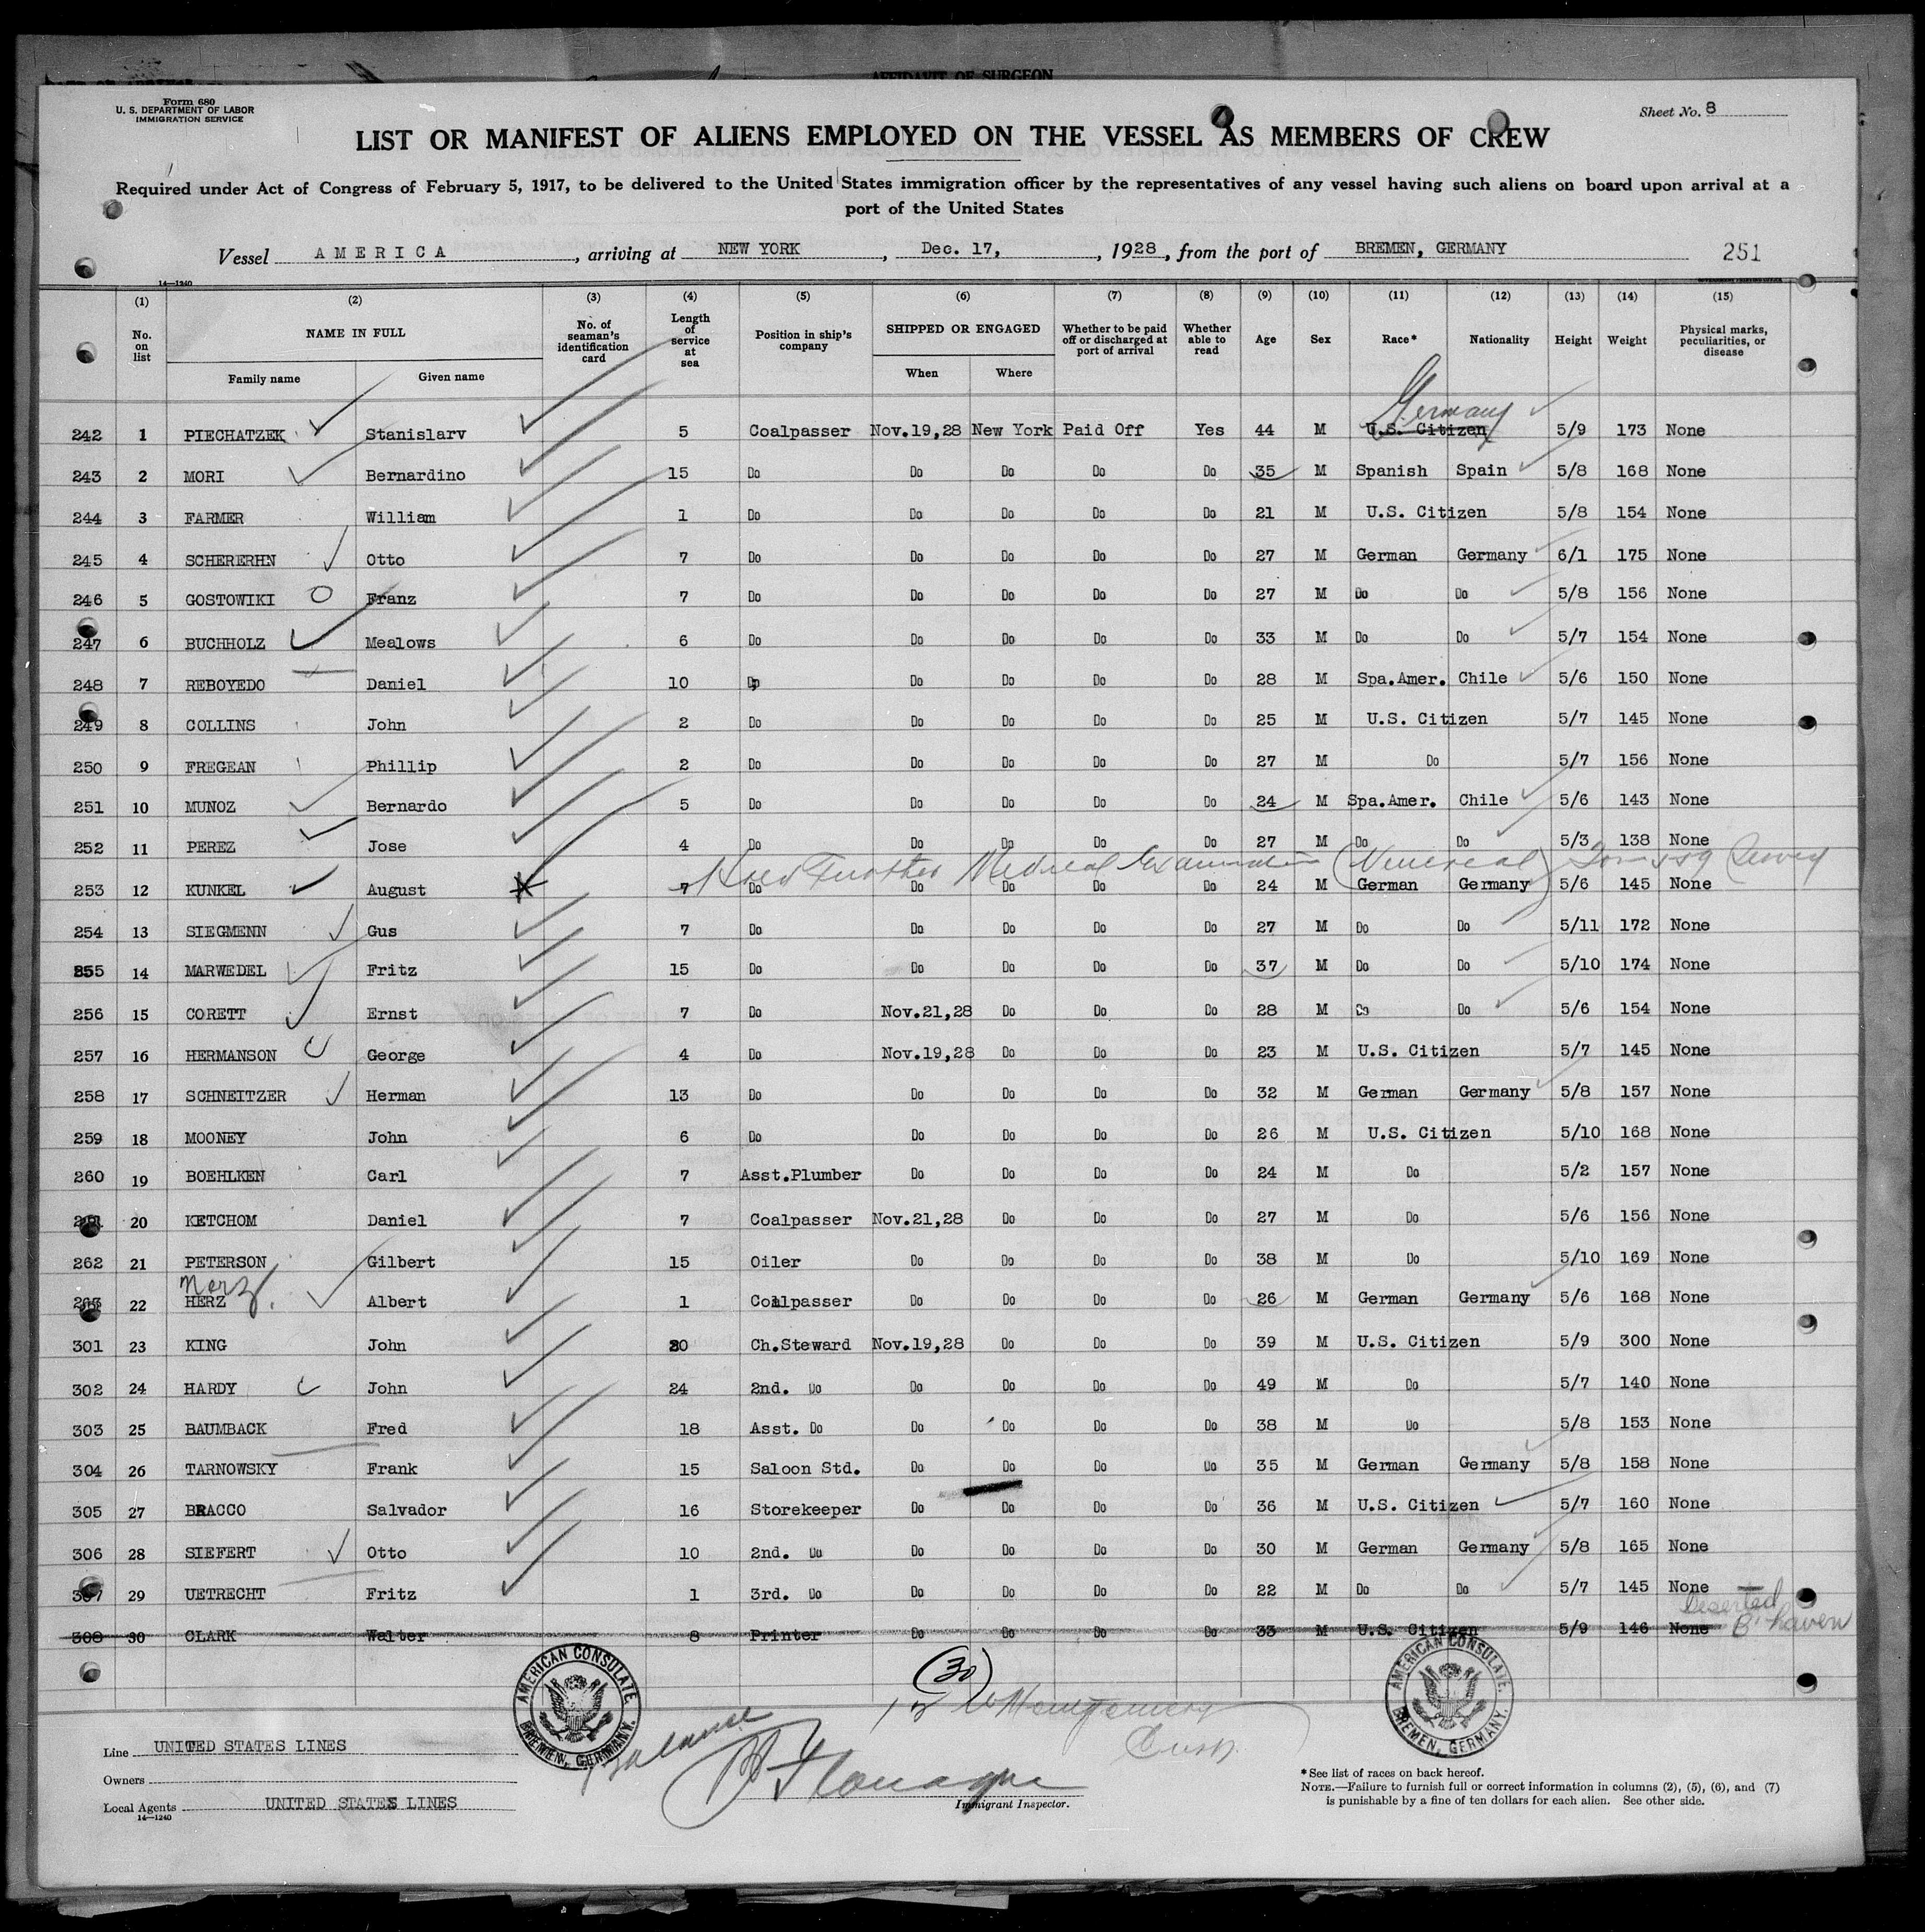 AFFIDAVIT OF SURGEON
Form 680
U. S. DEPARTMENT OF LABOR
IMMIGRATION SERVICE
Sheet No. 8
LIST OR MANIFEST OF ALIENS EMPLOYED ON THE VESSEL AS MEMBERS OF CREW
Required under Act of Congress of February 5, 1917, to be delivered to the United States immigration officer by the representatives of any vessel having such aliens on board upon arrival at a
port of the United States
Vessel AMERICA, arriving at NEW YORK, Dec. 17, 1928, from the port of BREMEN, GERMANY 251
14—1240
(1) (2) (3) (4) (5) (6) (7) (8) (9) (10) (11) (12) (13) (14) (15)
No. on list NAME IN FULL No. of seaman's identification card Length of service at sea Position in ship's company SHIPPED OR ENGAGED Whether to be paid off or discharged at port of arrival Whether able to read Age Sex Race* Nationality Height Weight Physical marks, peculiarities, or disease
Family name Given name When Where
Germany
242 1 PIECHATZEK Stanislarv 5 Coalpasser Nov.19,28 New York Paid Off Yes 44 M U.S. Citizen 5/9 173 None
243 2 MORI Bernardino 15 Do Do Do Do Do 35 M Spanish Spain 5/8 168 None
244 3 FARMER William 1 Do Do Do Do Do 21 M U.S. Citizen 5/8 154 None
245 4 SCHERERHN Otto 7 Do Do Do Do Do 27 M German Germany 6/1 175 None
246 5 GOSTOWIKI Franz 7 Do Do Do Do Do 27 M Do Do 5/8 156 None
247 6 BUCHHOLZ Mealows 6 Do Do Do Do Do 33 M Do Do 5/7 154 None
248 7 REBOYEDO Daniel 10 Do Do Do Do Do 28 M Spa.Amer. Chile 5/6 150 None
249 8 COLLINS John 2 Do Do Do Do Do 25 M U.S. Citizen 5/7 145 None
250 9 FREGEAN Phillip 2 Do Do Do Do Do 27 M Do 5/7 156 None
251 10 MUNOZ Bernardo 5 Do Do Do Do Do 24 M Spa.Amer. Chile 5/6 143 None
252 11 PEREZ Jose 4 Do Do Do Do Do 27 M Do Do 5/3 138 None
Further Medical Examination (Venereal)
253 12 KUNKEL August 7 Do Do Do Do Do 24 M German Germany 5/6 145 None
254 13 SIEGMENN Gus 7 Do Do Do Do Do 27 M Do Do 5/11 172 None
255 14 MARWEDEL Fritz 15 Do Do Do Do Do 37 M Do Do 5/10 174 None
256 15 CORETT Ernst 7 Do Nov.21,28 Do Do Do 28 M Do Do 5/6 154 None
257 16 HERMANSON George 4 Do Nov.19,28 Do Do Do 23 M U.S. Citizen 5/7 145 None
258 17 SCHNEITZER Herman 13 Do Do Do Do Do 32 M German Germany 5/8 157 None
259 18 MOONEY John 6 Do Do Do Do Do 26 M U.S. Citizen 5/10 168 None
260 19 BOEHLKEN Carl 7 Asst.Plumber Do Do Do Do 24 M Do 5/2 157 None
261 20 KETCHOM Daniel 7 Coalpasser Nov.21,28 Do Do Do 27 M Do 5/6 156 None
262 21 PETERSON Gilbert 15 Oiler Do Do Do Do 38 M Do 5/10 169 None
Nerz
263 22 HERZ Albert 1 Coalpasser Do Do Do Do 26 M German Germany 5/6 168 None
301 23 KING John 20 Ch.Steward Nov.19,28 Do Do Do 39 M U.S. Citizen 5/9 300 None
302 24 HARDY John 24 2nd. Do Do Do Do Do 49 M Do 5/7 140 None
303 25 BAUMBACK Fred 18 Asst. Do Do Do Do Do 38 M Do 5/8 153 None
304 26 TARNOWSKY Frank 15 Saloon Std. Do Do Do Do 35 M German Germany 5/8 158 None
305 27 BRACCO Salvador 16 Storekeeper Do Do Do Do 36 M U.S. Citizen 5/7 160 None
306 28 SIEFERT Otto 10 2nd. Do Do Do Do Do 30 M German Germany 5/8 165 None
307 29 UETRECHT Fritz 1 3rd. Do Do Do Do Do 22 M Do Do 5/7 145 None
Deserted
308 30 CLARK Walter 8 Printer Do Do Do Do 33 M U.S. Citizen 5/9 146 None B'haven
AMERICAN CONSULATE. BREMEN, GERMANY.
AMERICAN CONSULATE. BREMEN, GERMANY.
30
Montgomery
Balance
Line UNITED STATES LINES
Owners
Local Agents UNITED STATES LINES
14—1240
Immigrant Inspector.
*See list of races on back hereof.
NOTE.—Failure to furnish full or correct information in columns (2), (5), (6), and (7)
is punishable by a fine of ten dollars for each alien. See other side.